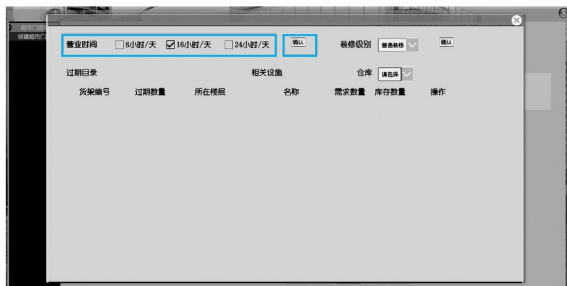 营业时间 8小时/天 16小时/天 24小时/天 确认 装修级别 普通装修 确认
过期目录 相关设施 仓库 请选择
货架编号 过期数量 所在楼层 名称 需求数量 库存数量 操作